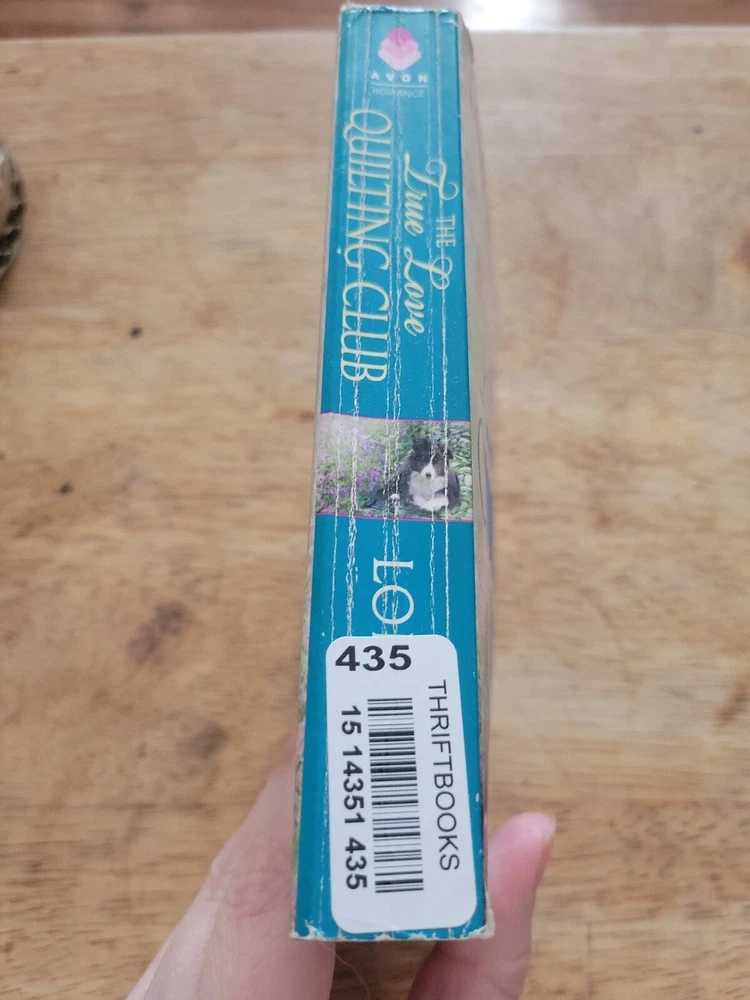 AVON
ROMANCE
THE
True Love
QUILTING CLUB
LO
435
THRIFTBOOKS
15 14351 435